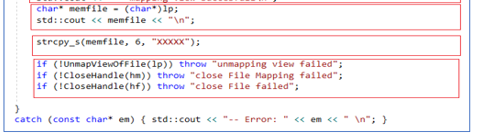 char* memfile = (char*)lp;
std::cout << memfile << "\n";
strcpy_s(memfile, 6, "XXXXX");
if (!UnmapViewOfFile(lp)) throw "unmapping view failed";
if (!CloseHandle(hm)) throw "close File Mapping failed";
if (!CloseHandle(hf)) throw "close File failed";
}
catch (const char* em) { std::cout << "-- Error: " << em << " \n"; }